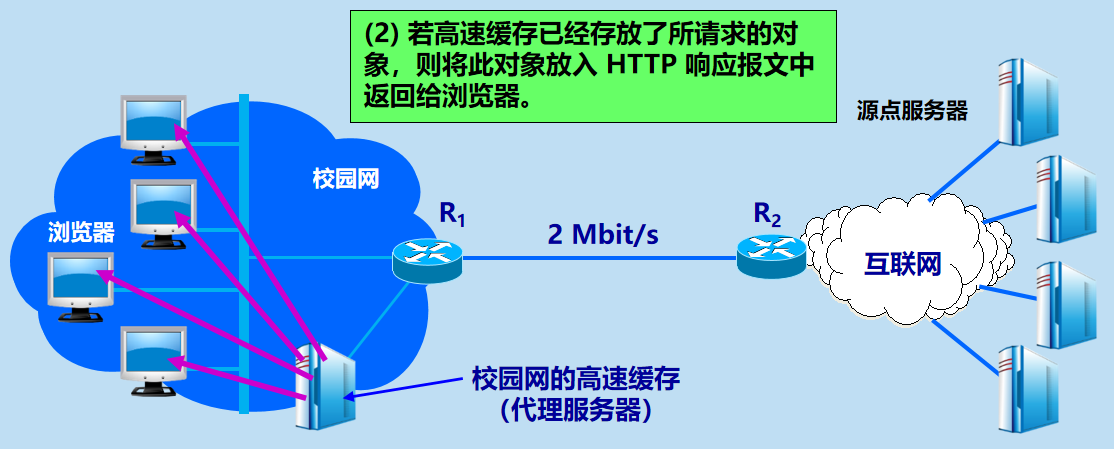 (2) 若高速缓存已经存放了所请求的对
象，则将此对象放入 HTTP 响应报文中
返回给浏览器。
源点服务器
校园网
浏览器
R1
2 Mbit/s
R2
互联网
校园网的高速缓存
（代理服务器）